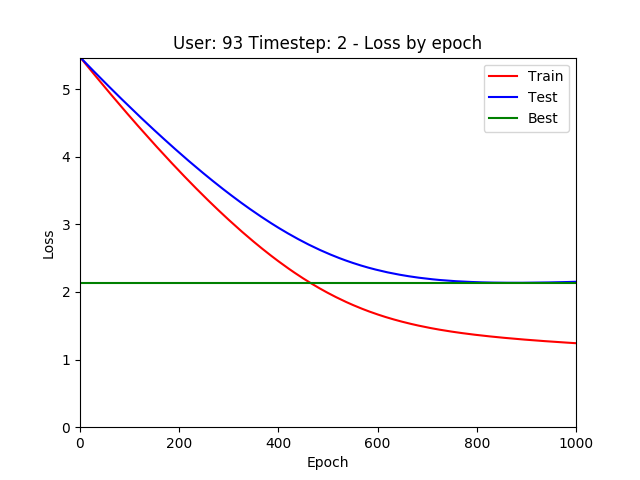 User: 93 Timestep: 2 - Loss by epoch
Train
Test
Best
5
4
3
2
1
0
Loss
0 200 400 600 800 1000
Epoch